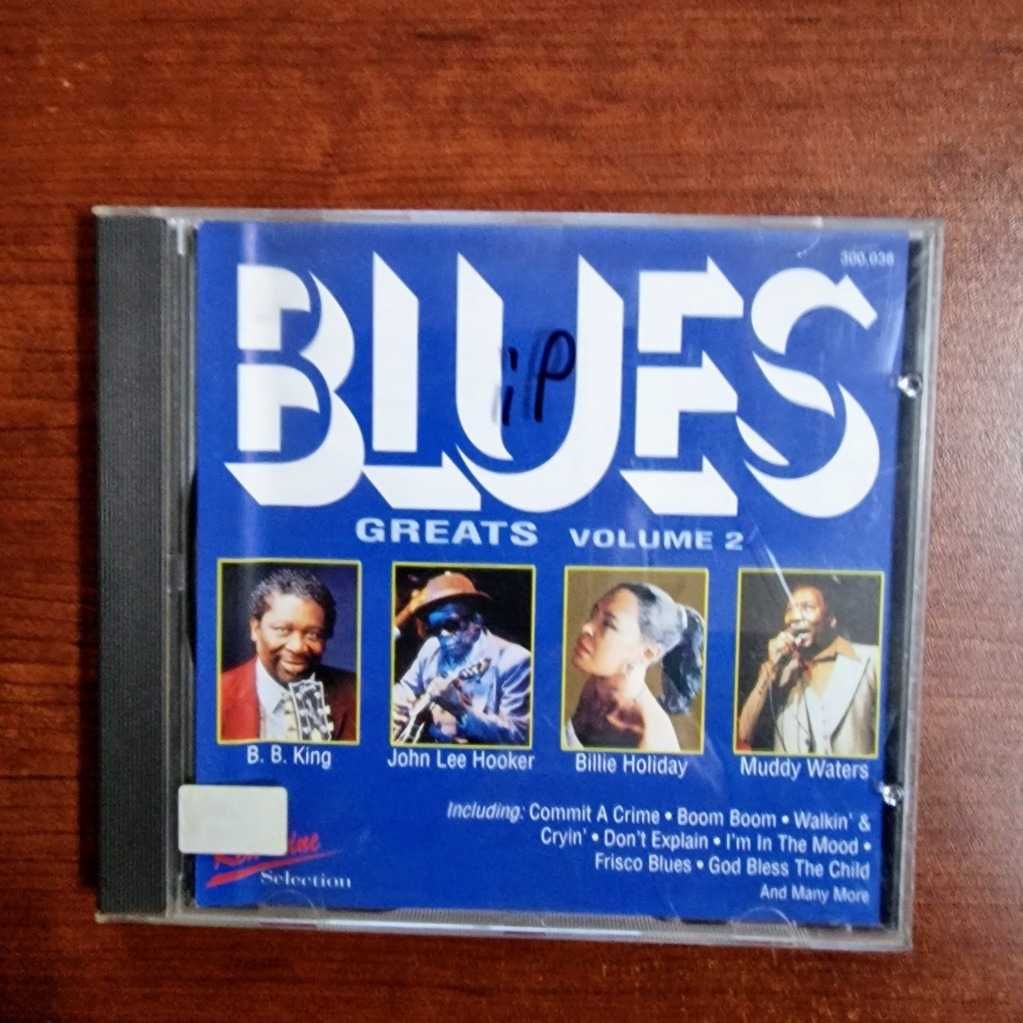 300.036
BLUES
iP
GREATS VOLUME 2
B. B. King
John Lee Hooker
Billie Holiday
Muddy Waters
Including: Commit A Crime • Boom Boom • Walkin' &
Cryin' • Don't Explain • I'm In The Mood •
Frisco Blues • God Bless The Child
And Many More
Selection